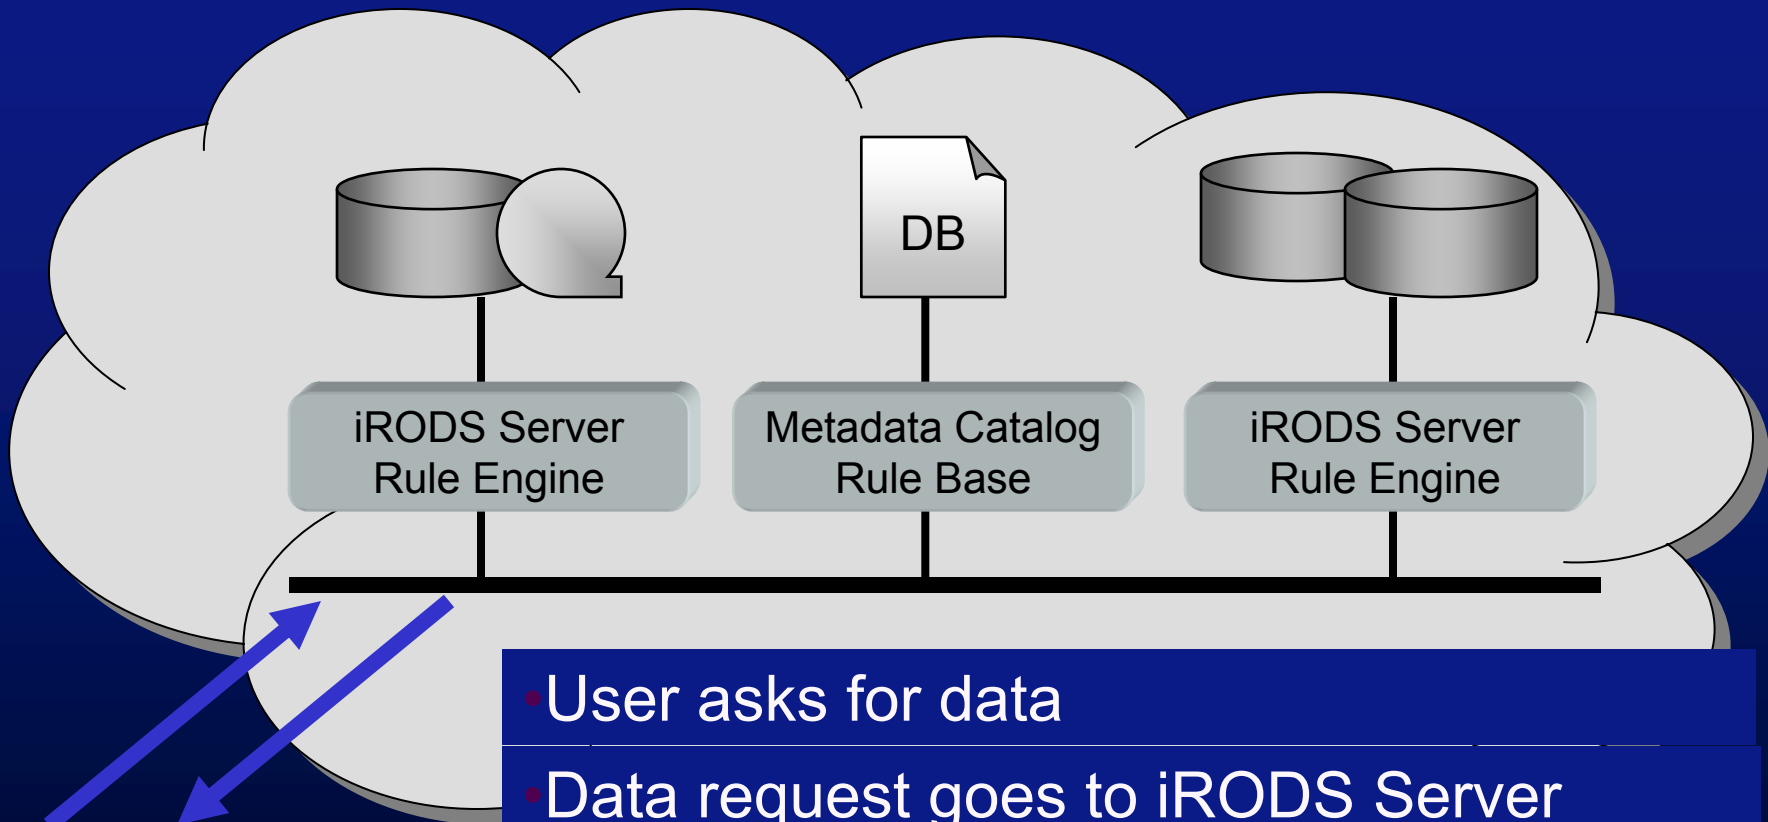 DB
iRODS Server
Rule Engine
Metadata Catalog
Rule Base
iRODS Server
Rule Engine
•User asks for data
•Data request goes to iRODS Server